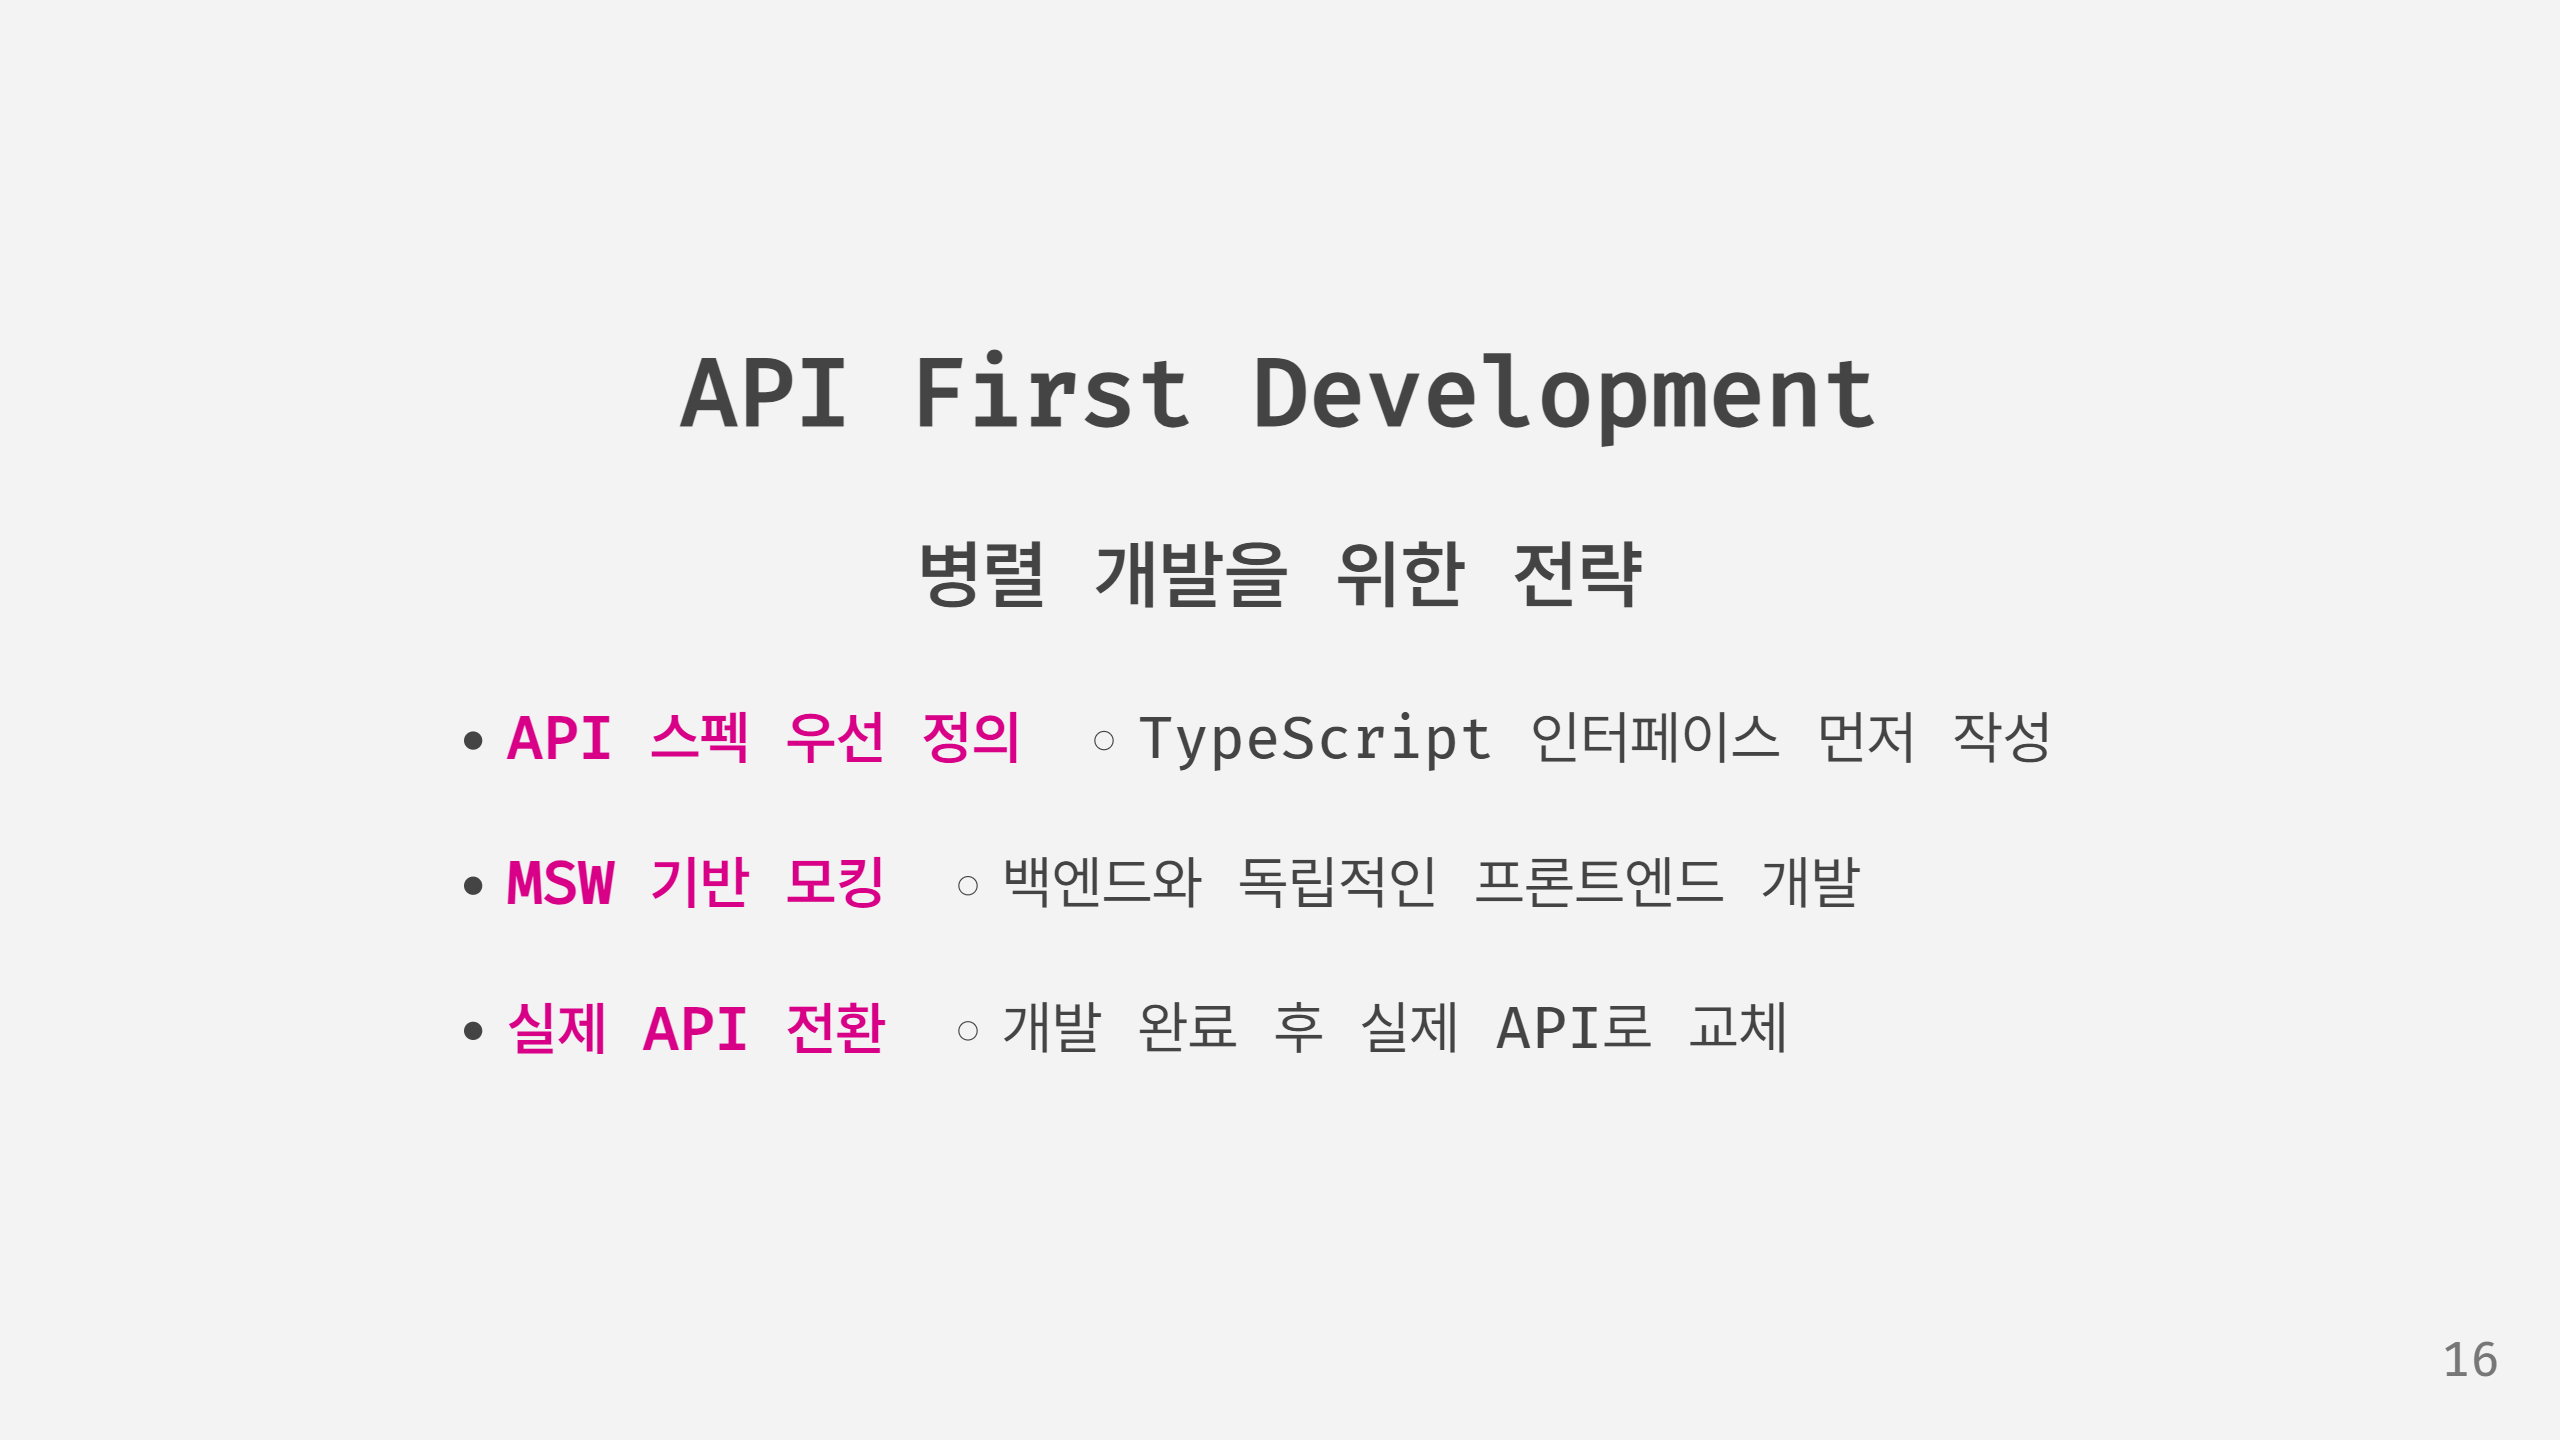 API First Development
병렬 개발을 위한 전략
• API 스펙 우선 정의 ◦ TypeScript 인터페이스 먼저 작성
• MSW 기반 모킹 ◦ 백엔드와 독립적인 프론트엔드 개발
• 실제 API 전환 ◦ 개발 완료 후 실제 API로 교체
16